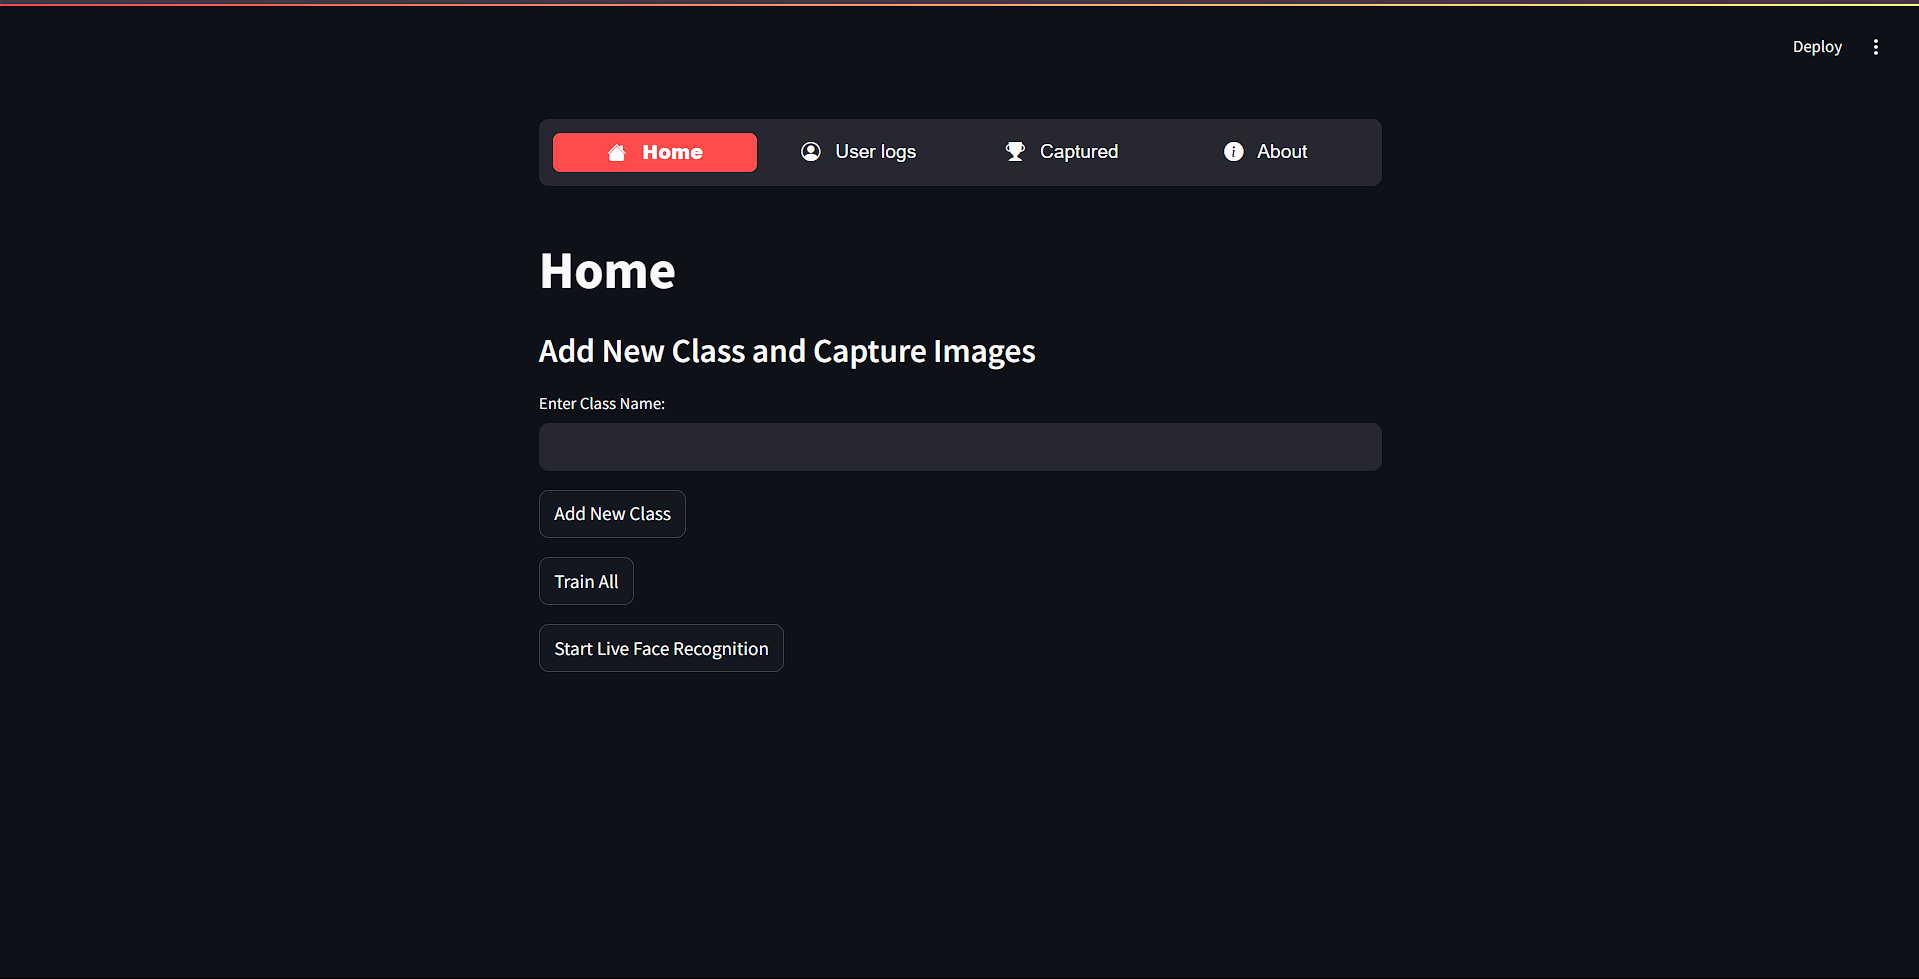 Deploy
Home User logs Captured About
Home
Add New Class and Capture Images
Enter Class Name:
Add New Class
Train All
Start Live Face Recognition